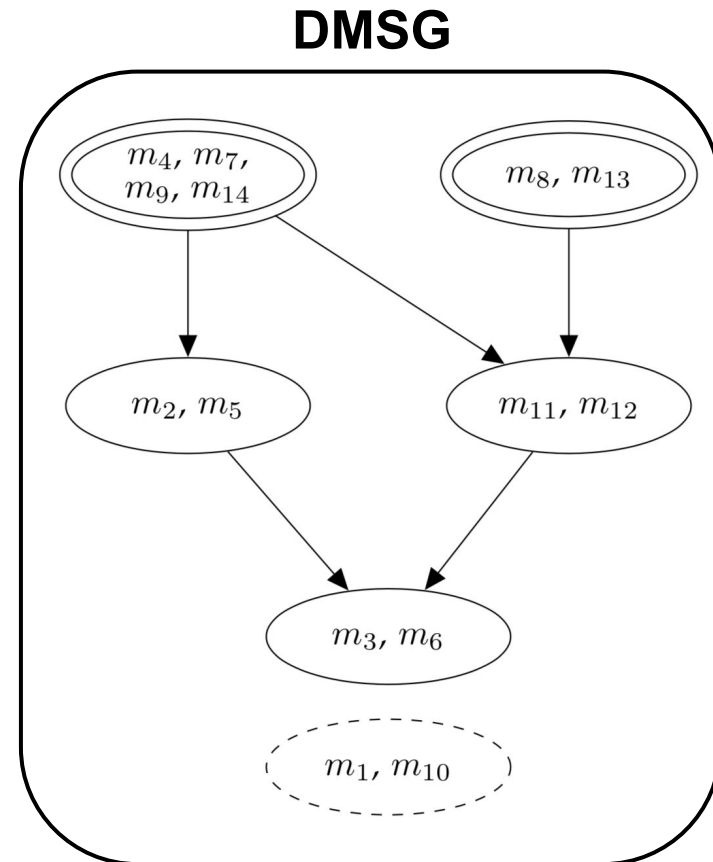 DMSG
m₄, m₇,
m₉, m₁₄
m₈, m₁₃
m₂, m₅
m₁₁, m₁₂
m₃, m₆
m₁, m₁₀